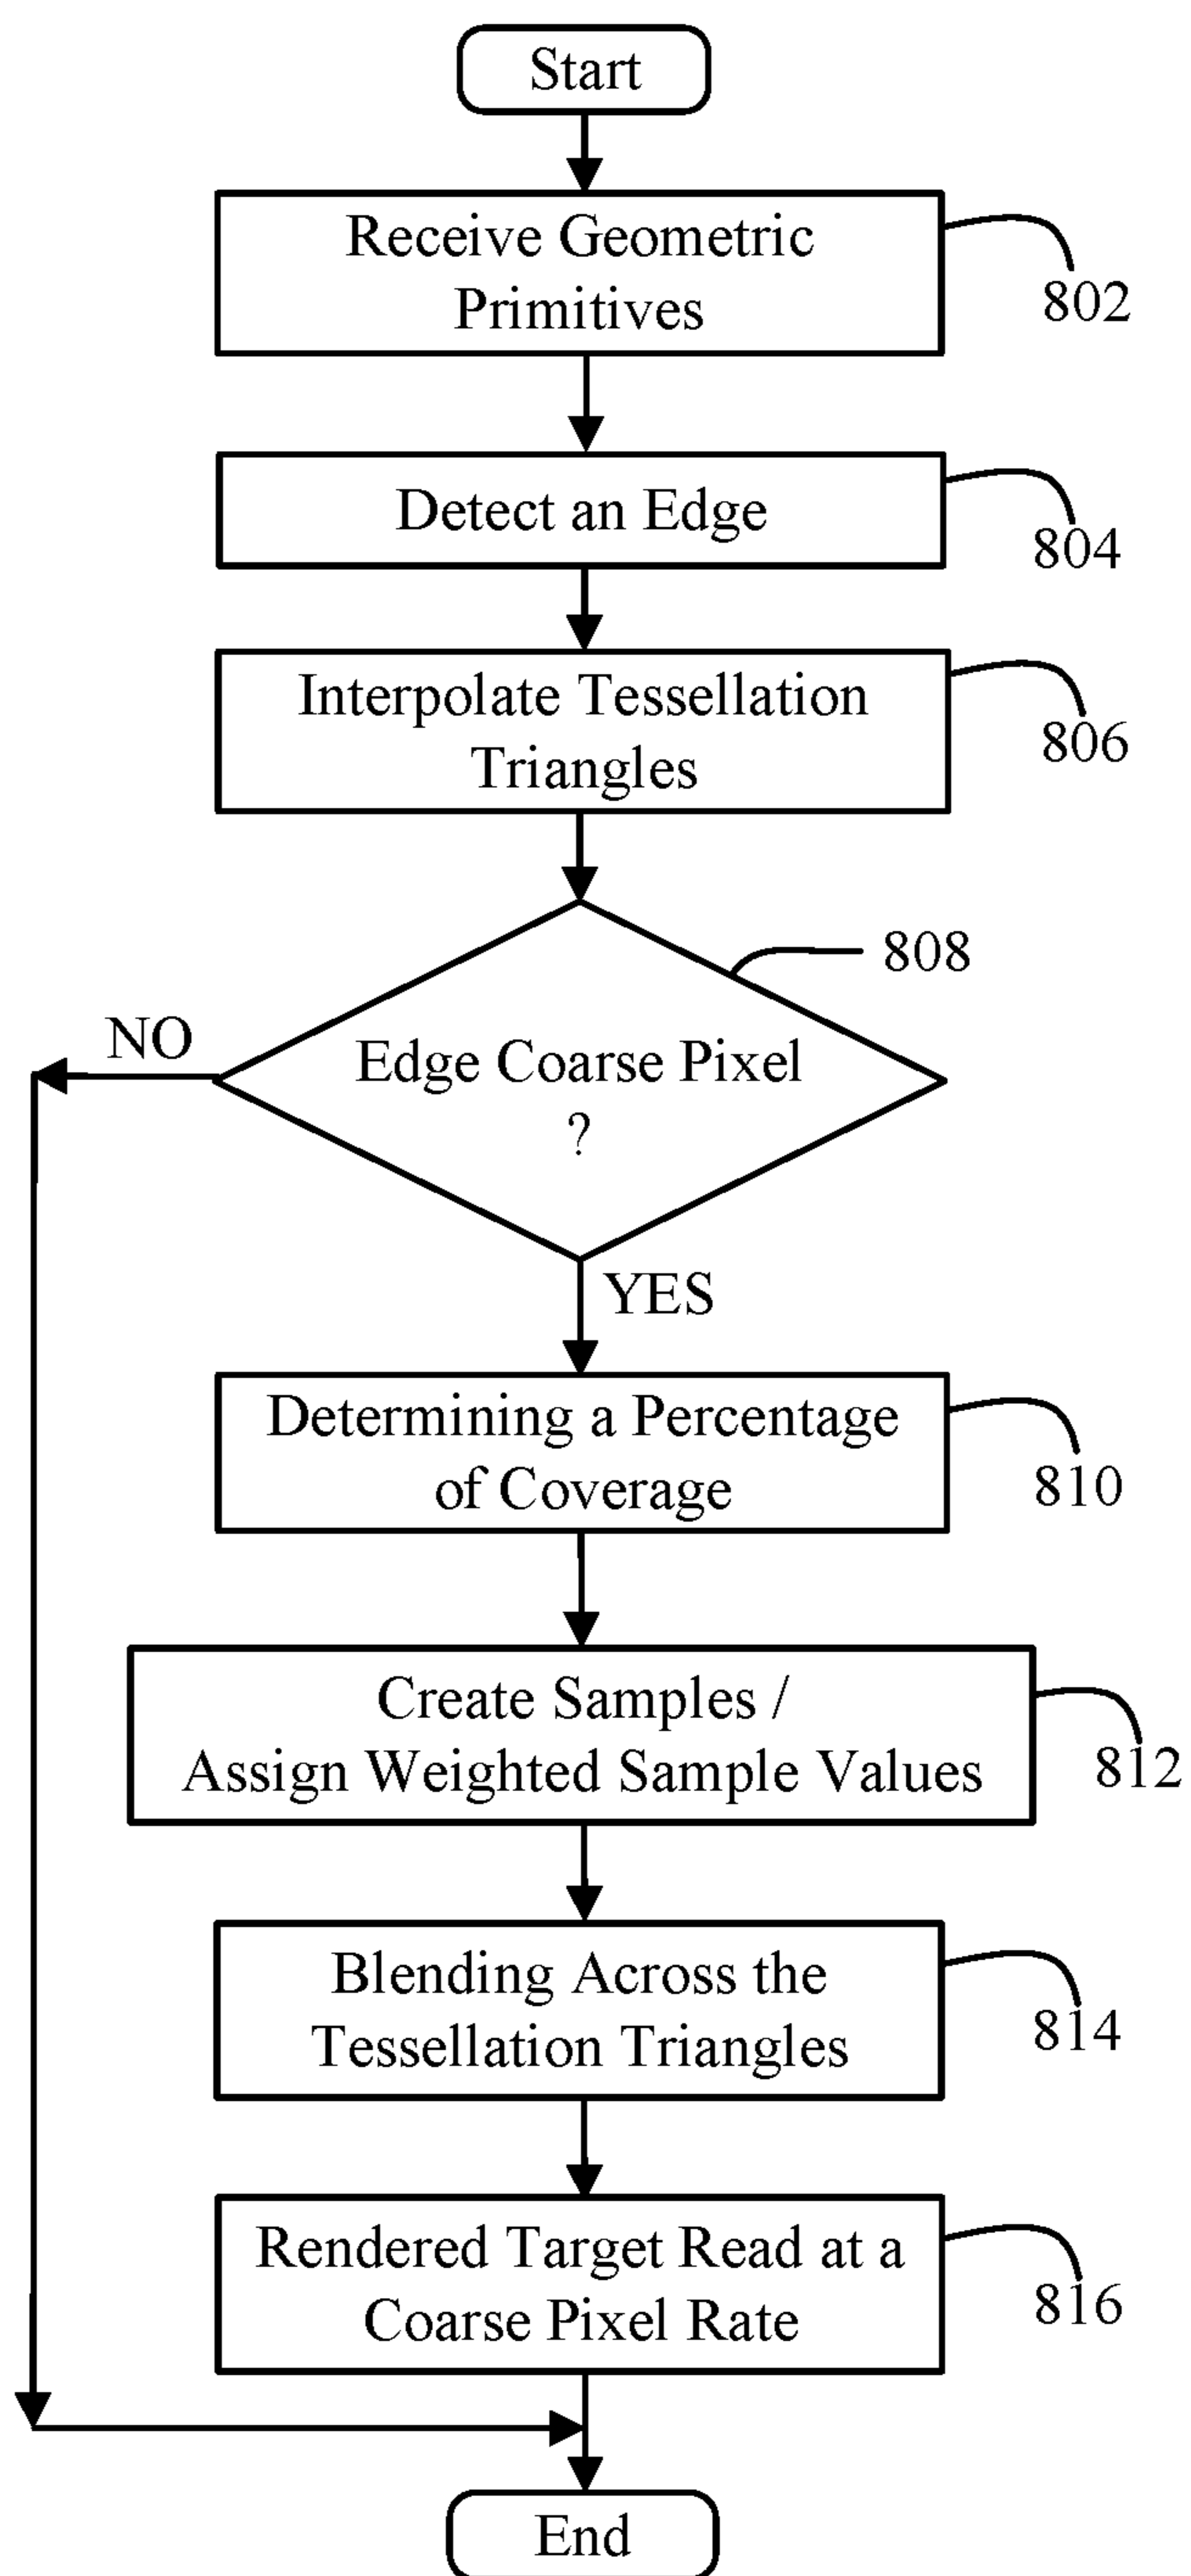 Start
Receive Geometric
Primitives
802
Detect an Edge
804
Interpolate Tessellation
Triangles
806
808
Edge Coarse Pixel
?
NO
YES
Determining a Percentage
of Coverage
810
Create Samples /
Assign Weighted Sample Values
812
Blending Across the
Tessellation Triangles
814
Rendered Target Read at a
Coarse Pixel Rate
816
End